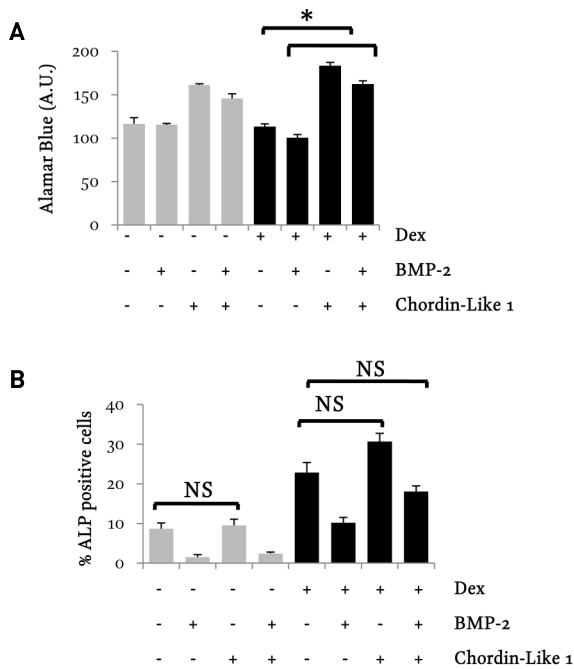 A
*
Alamar Blue (A.U.)
200
150
100
50
0
- - - - + + + + Dex
- + - + - + - + BMP-2
- - + + - - + + Chordin-Like 1
B
NS
NS
NS
% ALP positive cells
40
30
20
10
0
- - - - + + + + Dex
- + - + - + - + BMP-2
- - + + - - + + Chordin-Like 1